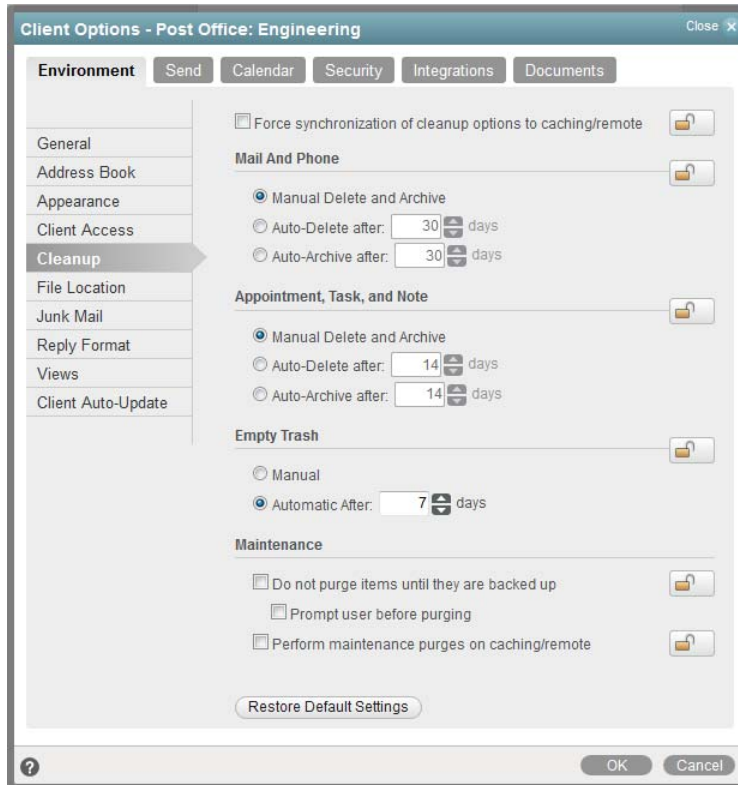 Client Options - Post Office: Engineering
Close X
Environment Send Calendar Security Integrations Documents
General
Address Book
Appearance
Client Access
Cleanup
File Location
Junk Mail
Reply Format
Views
Client Auto-Update
Force synchronization of cleanup options to caching/remote
Mail And Phone
Manual Delete and Archive
Auto-Delete after: 30 days
Auto-Archive after: 30 days
Appointment, Task, and Note
Manual Delete and Archive
Auto-Delete after: 14 days
Auto-Archive after: 14 days
Empty Trash
Manual
Automatic After: 7 days
Maintenance
Do not purge items until they are backed up
Prompt user before purging
Perform maintenance purges on caching/remote
Restore Default Settings
? OK Cancel